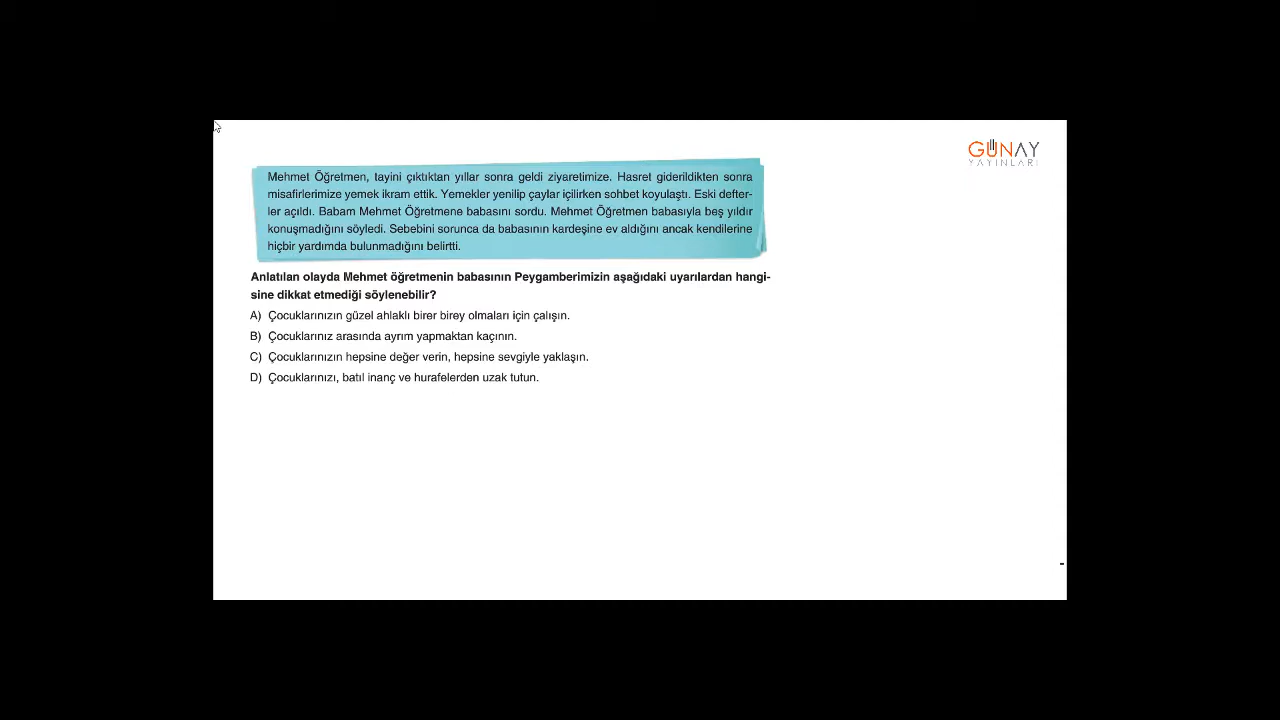 GÜNAY
YAYINLARI
Mehmet Öğretmen, tayini çıktıktan yıllar sonra geldi ziyaretimize. Hasret giderildikten sonra
misafirlerimize yemek ikram ettik. Yemekler yenilip çaylar içilirken sohbet koyulaştı. Eski defter-
ler açıldı. Babam Mehmet Öğretmene babasını sordu. Mehmet Öğretmen babasıyla beş yıldır
konuşmadığını söyledi. Sebebini sorunca da babasının kardeşine ev aldığını ancak kendilerine
hiçbir yardımda bulunmadığını belirtti.
Anlatılan olayda Mehmet öğretmenin babasının Peygamberimizin aşağıdaki uyarılardan hangi-
sine dikkat etmediği söylenebilir?
A) Çocuklarınızın güzel ahlaklı birer birey olmaları için çalışın.
B) Çocuklarınız arasında ayrım yapmaktan kaçının.
C) Çocuklarınızın hepsine değer verin, hepsine sevgiyle yaklaşın.
D) Çocuklarınızı, batıl inanç ve hurafelerden uzak tutun.